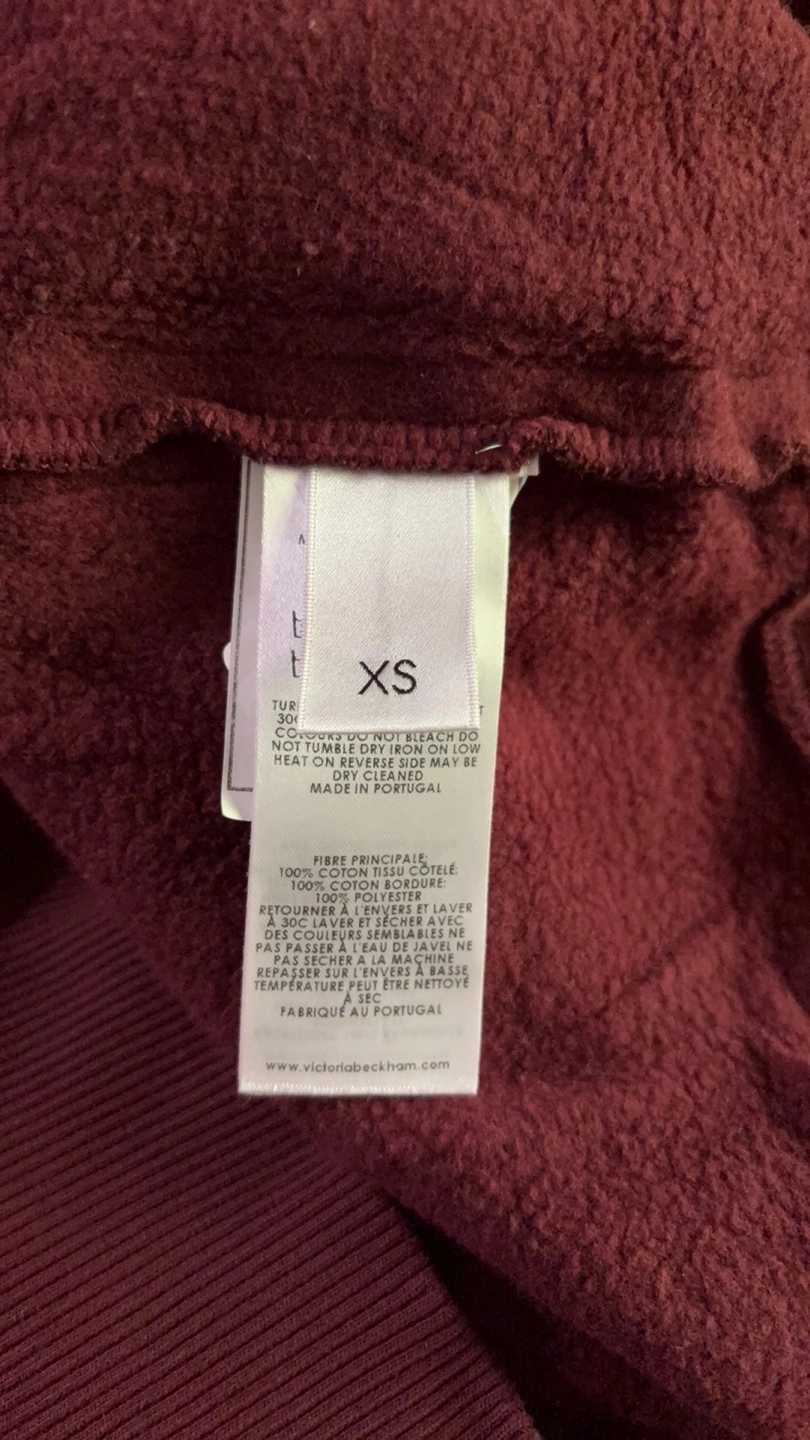 XS
COLOURS DO NOT BLEACH DO
NOT TUMBLE DRY IRON ON LOW
HEAT ON REVERSE SIDE MAY BE
DRY CLEANED
MADE IN PORTUGAL
FIBRE PRINCIPALE:
100% COTON TISSU CÔTELÉ:
100% COTON BORDURE:
100% POLYESTER
RETOURNER À L'ENVERS ET LAVER
À 30C LAVER ET SÉCHER AVEC
DES COULEURS SEMBLABLES NE
PAS PASSER À L'EAU DE JAVEL NE
PAS SECHER A LA MACHINE
REPASSER SUR L'ENVERS À BASSE
TEMPÉRATURE PEUT ÊTRE NETTOYÉ
À SEC
FABRIQUÉ AU PORTUGAL
www.victoriabeckham.com